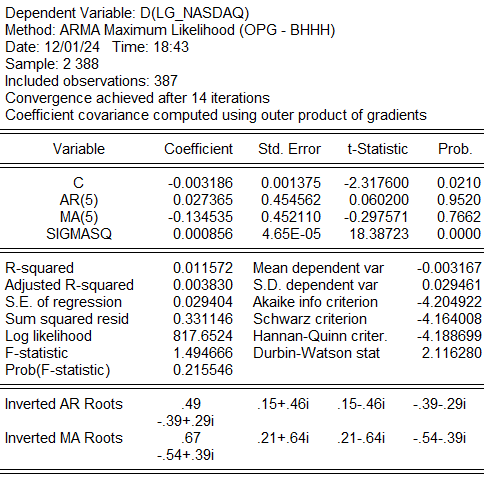 Dependent Variable: D(LG_NASDAQ)
Method: ARMA Maximum Likelihood (OPG - BHHH)
Date: 12/01/24 Time: 18:43
Sample: 2 388
Included observations: 387
Convergence achieved after 14 iterations
Coefficient covariance computed using outer product of gradients
Variable Coefficient Std. Error t-Statistic Prob.
C -0.003186 0.001375 -2.317600 0.0210
AR(5) 0.027365 0.454562 0.060200 0.9520
MA(5) -0.134535 0.452110 -0.297571 0.7662
SIGMASQ 0.000856 4.65E-05 18.38723 0.0000
R-squared 0.011572 Mean dependent var -0.003167
Adjusted R-squared 0.003830 S.D. dependent var 0.029461
S.E. of regression 0.029404 Akaike info criterion -4.204922
Sum squared resid 0.331146 Schwarz criterion -4.164008
Log likelihood 817.6524 Hannan-Quinn criter. -4.188699
F-statistic 1.494666 Durbin-Watson stat 2.116280
Prob(F-statistic) 0.215546
Inverted AR Roots .49 .15+.46i .15-.46i -.39-.29i
-.39+.29i
Inverted MA Roots .67 .21+.64i .21-.64i -.54-.39i
-.54+.39i